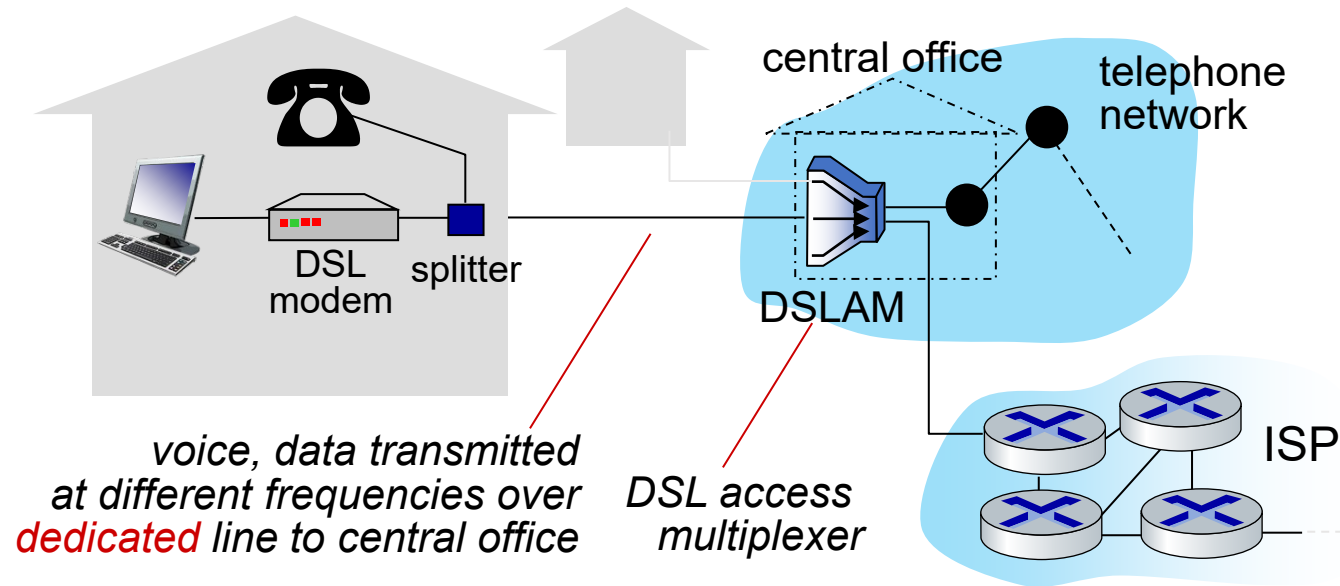 central office
telephone
network
DSL
modem
splitter
DSLAM
ISP
voice, data transmitted
at different frequencies over
dedicated line to central office
DSL access
multiplexer